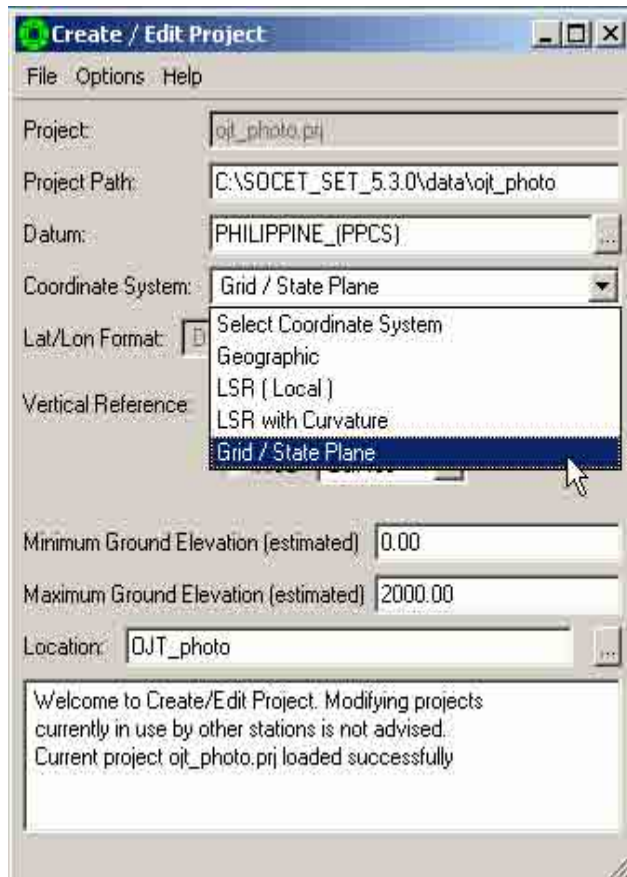 Create / Edit Project
File Options Help
Project: ojt_photo.prj
Project Path: C:\SOCET_SET_5.3.0\data\ojt_photo
Datum: PHILIPPINE_(PPCS) ...
Coordinate System: Grid / State Plane
Select Coordinate System
Lat/Lon Format: D
Geographic
LSR ( Local )
Vertical Reference
LSR with Curvature
Grid / State Plane
Minimum Ground Elevation (estimated) 0.00
Maximum Ground Elevation (estimated) 2000.00
Location: OJT_photo ...
Welcome to Create/Edit Project. Modifying projects
currently in use by other stations is not advised.
Current project ojt_photo.prj loaded successfully